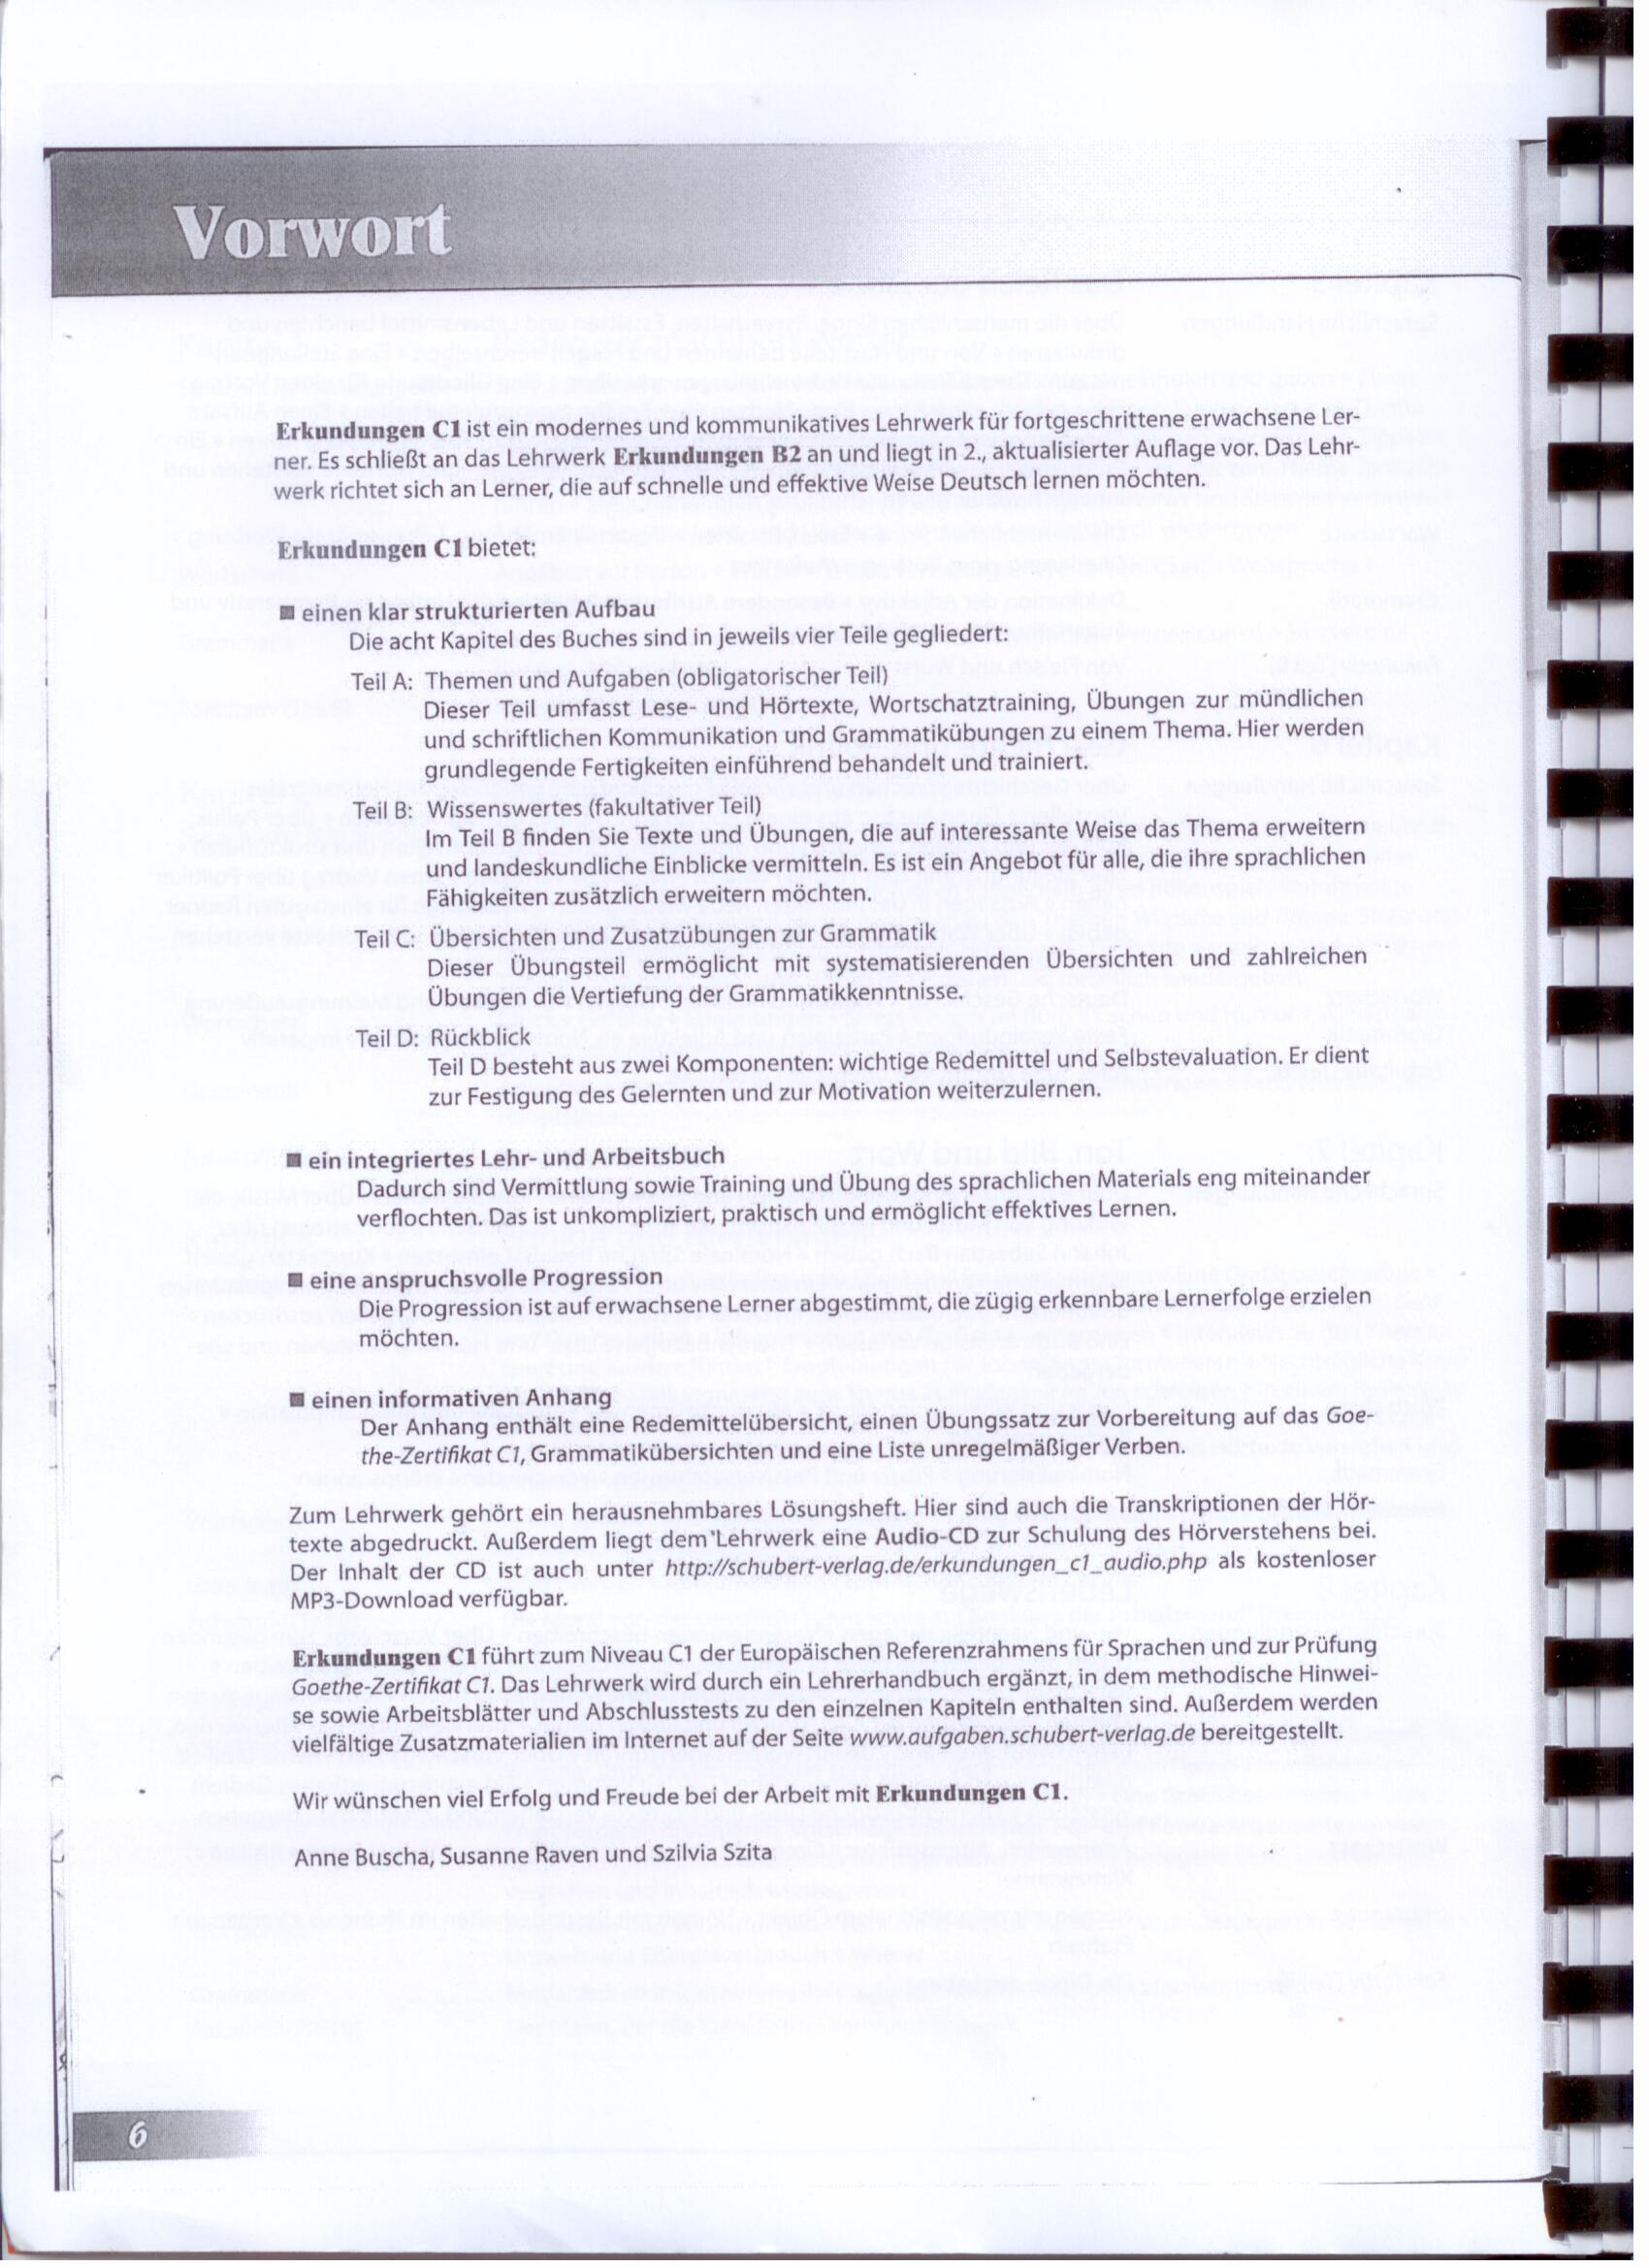 Vorwort
Erkundungen C1 ist ein modernes und kommunikatives Lehrwerk für fortgeschrittene erwachsene Ler-
ner. Es schließt an das Lehrwerk Erkundungen B2 an und liegt in 2., aktualisierter Auflage vor. Das Lehr-
werk richtet sich an Lerner, die auf schnelle und effektive Weise Deutsch lernen möchten.
Erkundungen C1 bietet:
■ einen klar strukturierten Aufbau
Die acht Kapitel des Buches sind in jeweils vier Teile gegliedert:
Teil A: Themen und Aufgaben (obligatorischer Teil)
Dieser Teil umfasst Lese- und Hörtexte, Wortschatztraining, Übungen zur mündlichen
und schriftlichen Kommunikation und Grammatikübungen zu einem Thema. Hier werden
grundlegende Fertigkeiten einführend behandelt und trainiert.
Teil B: Wissenswertes (fakultativer Teil)
Im Teil B finden Sie Texte und Übungen, die auf interessante Weise das Thema erweitern
und landeskundliche Einblicke vermitteln. Es ist ein Angebot für alle, die ihre sprachlichen
Fähigkeiten zusätzlich erweitern möchten.
Teil C: Übersichten und Zusatzübungen zur Grammatik
Dieser Übungsteil ermöglicht mit systematisierenden Übersichten und zahlreichen
Übungen die Vertiefung der Grammatikkenntnisse.
Teil D: Rückblick
Teil D besteht aus zwei Komponenten: wichtige Redemittel und Selbstevaluation. Er dient
zur Festigung des Gelernten und zur Motivation weiterzulernen.
■ ein integriertes Lehr- und Arbeitsbuch
Dadurch sind Vermittlung sowie Training und Übung des sprachlichen Materials eng miteinander
verflochten. Das ist unkompliziert, praktisch und ermöglicht effektives Lernen.
■ eine anspruchsvolle Progression
Die Progression ist auf erwachsene Lerner abgestimmt, die zügig erkennbare Lernerfolge erzielen
möchten.
■ einen informativen Anhang
Der Anhang enthält eine Redemittelübersicht, einen Übungssatz zur Vorbereitung auf das Goe-
the-Zertifikat C1, Grammatikübersichten und eine Liste unregelmäßiger Verben.
Zum Lehrwerk gehört ein herausnehmbares Lösungsheft. Hier sind auch die Transkriptionen der Hör-
texte abgedruckt. Außerdem liegt dem Lehrwerk eine Audio-CD zur Schulung des Hörverstehens bei.
Der Inhalt der CD ist auch unter http://schubert-verlag.de/erkundungen_c1_audio.php als kostenloser
MP3-Download verfügbar.
Erkundungen C1 führt zum Niveau C1 der Europäischen Referenzrahmens für Sprachen und zur Prüfung
Goethe-Zertifikat C1. Das Lehrwerk wird durch ein Lehrerhandbuch ergänzt, in dem methodische Hinwei-
se sowie Arbeitsblätter und Abschlusstests zu den einzelnen Kapiteln enthalten sind. Außerdem werden
vielfältige Zusatzmaterialien im Internet auf der Seite www.aufgaben.schubert-verlag.de bereitgestellt.
Wir wünschen viel Erfolg und Freude bei der Arbeit mit Erkundungen C1.
Anne Buscha, Susanne Raven und Szilvia Szita
6